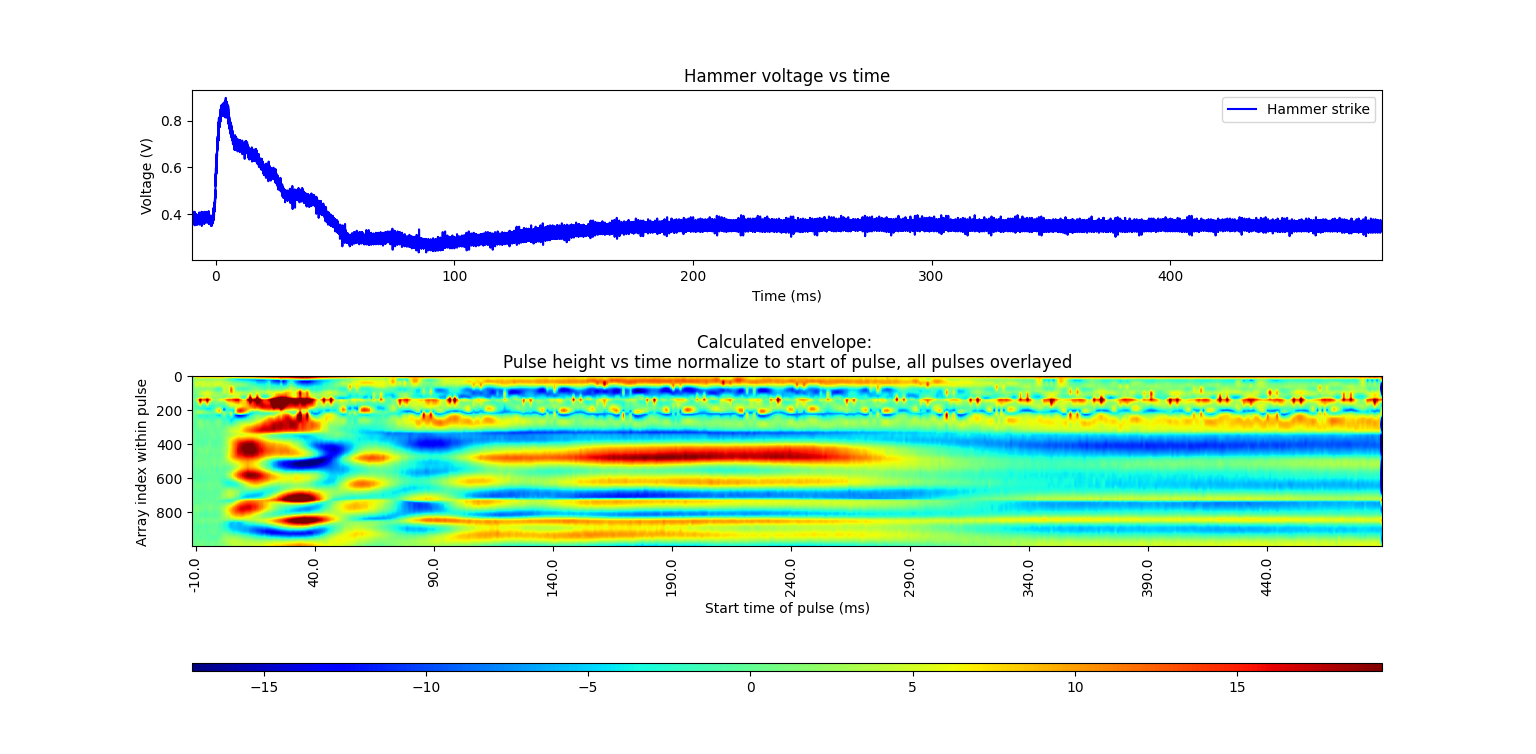 Hammer voltage vs time
Hammer strike
Voltage (V)
0.8
0.6
0.4
0 100 200 300 400
Time (ms)
Calculated envelope:
Pulse height vs time normalize to start of pulse, all pulses overlayed
Array index within pulse
0
200
400
600
800
-10.0 40.0 90.0 140.0 190.0 240.0 290.0 340.0 390.0 440.0
Start time of pulse (ms)
−15 −10 −5 0 5 10 15